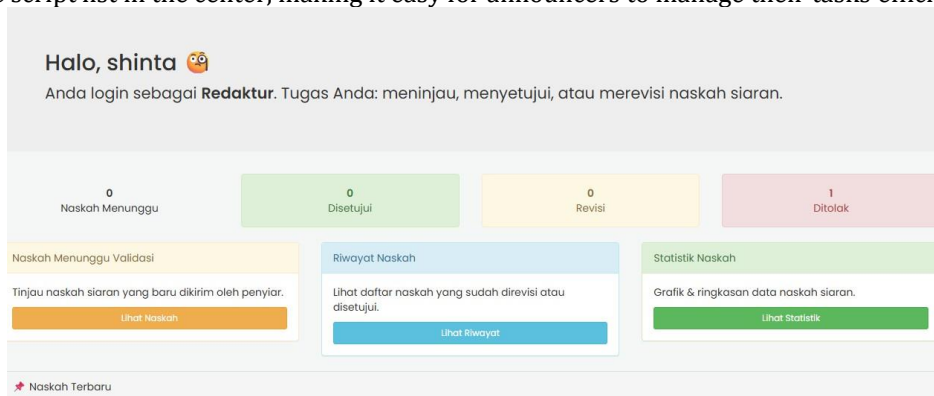 script list in the center, making it easy for announcers to manage their tasks
Halo, shinta 🧐
Anda login sebagai Redaktur. Tugas Anda: meninjau, menyetujui, atau merevisi naskah siaran.
0
Naskah Menunggu
0
Disetujui
0
Revisi
1
Ditolak
Naskah Menunggu Validasi
Tinjau naskah siaran yang baru dikirim oleh penyiar.
Lihat Naskah
Riwayat Naskah
Lihat daftar naskah yang sudah direvisi atau
disetujui.
Lihat Riwayat
Statistik Naskah
Grafik & ringkasan data naskah siaran.
Lihat Statistik
📌 Naskah Terbaru